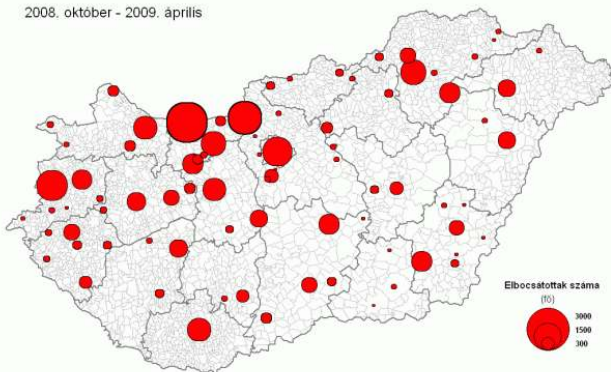 2008. október - 2009. április
Elbocsátottak száma
(fő)
3000
1500
300